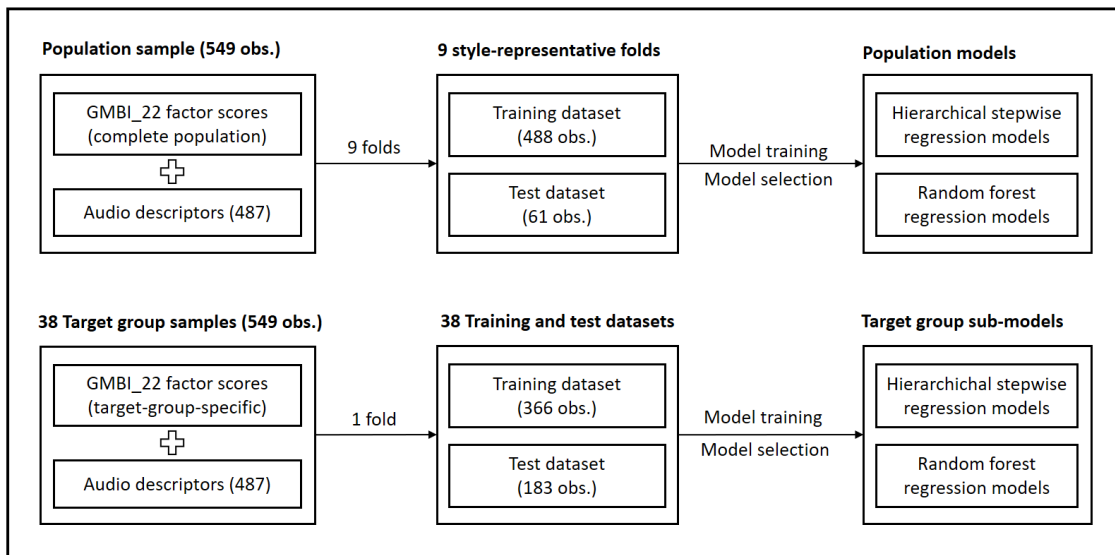 Population sample (549 obs.)
GMBI_22 factor scores
(complete population)
Audio descriptors (487)
9 folds
9 style-representative folds
Training dataset
(488 obs.)
Test dataset
(61 obs.)
Model training
Model selection
Population models
Hierarchical stepwise
regression models
Random forest
regression models
38 Target group samples (549 obs.)
GMBI_22 factor scores
(target-group-specific)
Audio descriptors (487)
1 fold
38 Training and test datasets
Training dataset
(366 obs.)
Test dataset
(183 obs.)
Model training
Model selection
Target group sub-models
Hierarchichal stepwise
regression models
Random forest
regression models